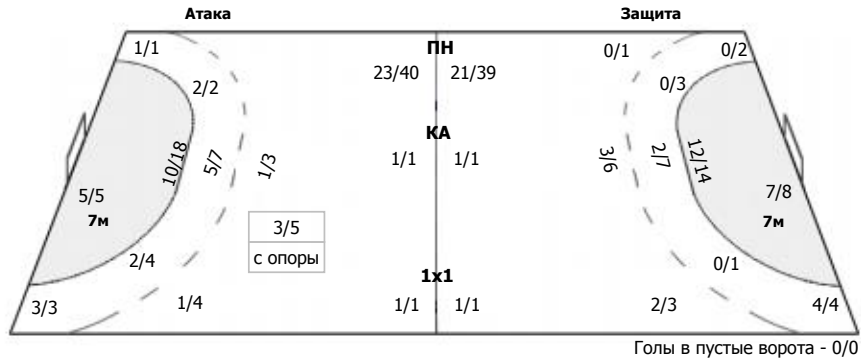 Атака Защита
1/1 ПН 0/1 0/2
2/2 23/40 21/39 0/3
КА
10/18 5/7 1/3 1/1 1/1 3/6 2/7 12/14
5/5 7/8
7м 7м
3/5
с опоры
2/4 0/1
1x1
3/3 1/4 1/1 1/1 2/3 4/4
Голы в пустые ворота - 0/0